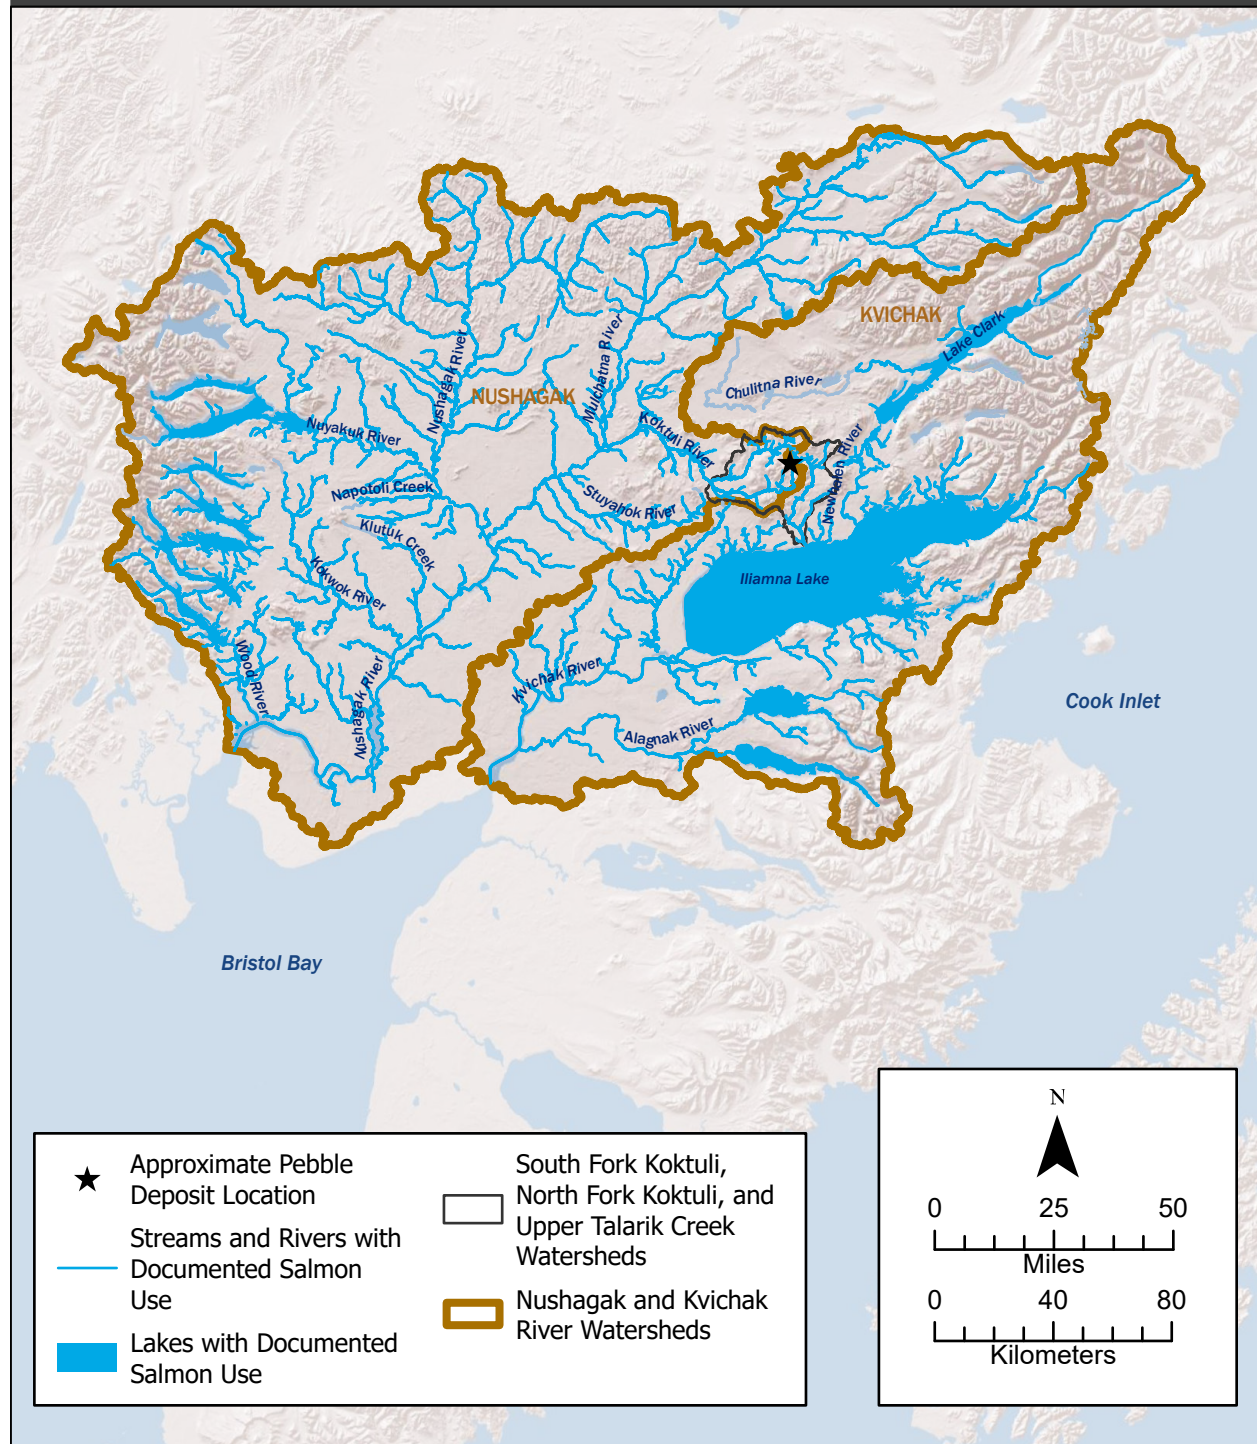 KVICHAK
Lake Clark
Chulitna River
Nushagak River
NUSHAGAK
Mulchatna River
Koktuli River
Nuyakuk River
Newhalen River
Napotoli Creek
Stuyahok River
Klutuk Creek
Kokwok River
Iliamna Lake
Wood River
Nushagak River
Kvichak River
Alagnak River
Cook Inlet
Bristol Bay
Approximate Pebble
Deposit Location
Streams and Rivers with
Documented Salmon
Use
Lakes with Documented
Salmon Use
South Fork Koktuli,
North Fork Koktuli, and
Upper Talarik Creek
Watersheds
Nushagak and Kvichak
River Watersheds
N
0 25 50
Miles
0 40 80
Kilometers